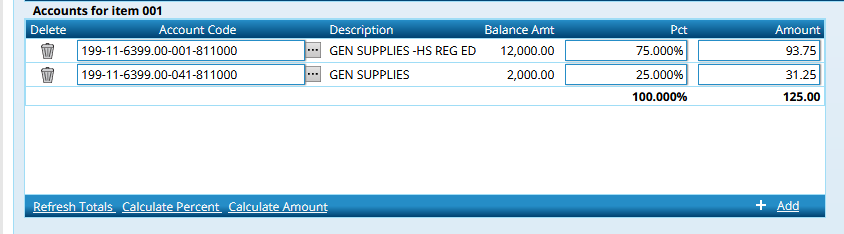 Accounts for item 001
Delete Account Code Description Balance Amt Pct Amount
199-11-6399.00-001-811000 ... GEN SUPPLIES -HS REG ED 12,000.00 75.000% 93.75
199-11-6399.00-041-811000 ... GEN SUPPLIES 2,000.00 25.000% 31.25
100.000% 125.00
Refresh Totals Calculate Percent Calculate Amount + Add